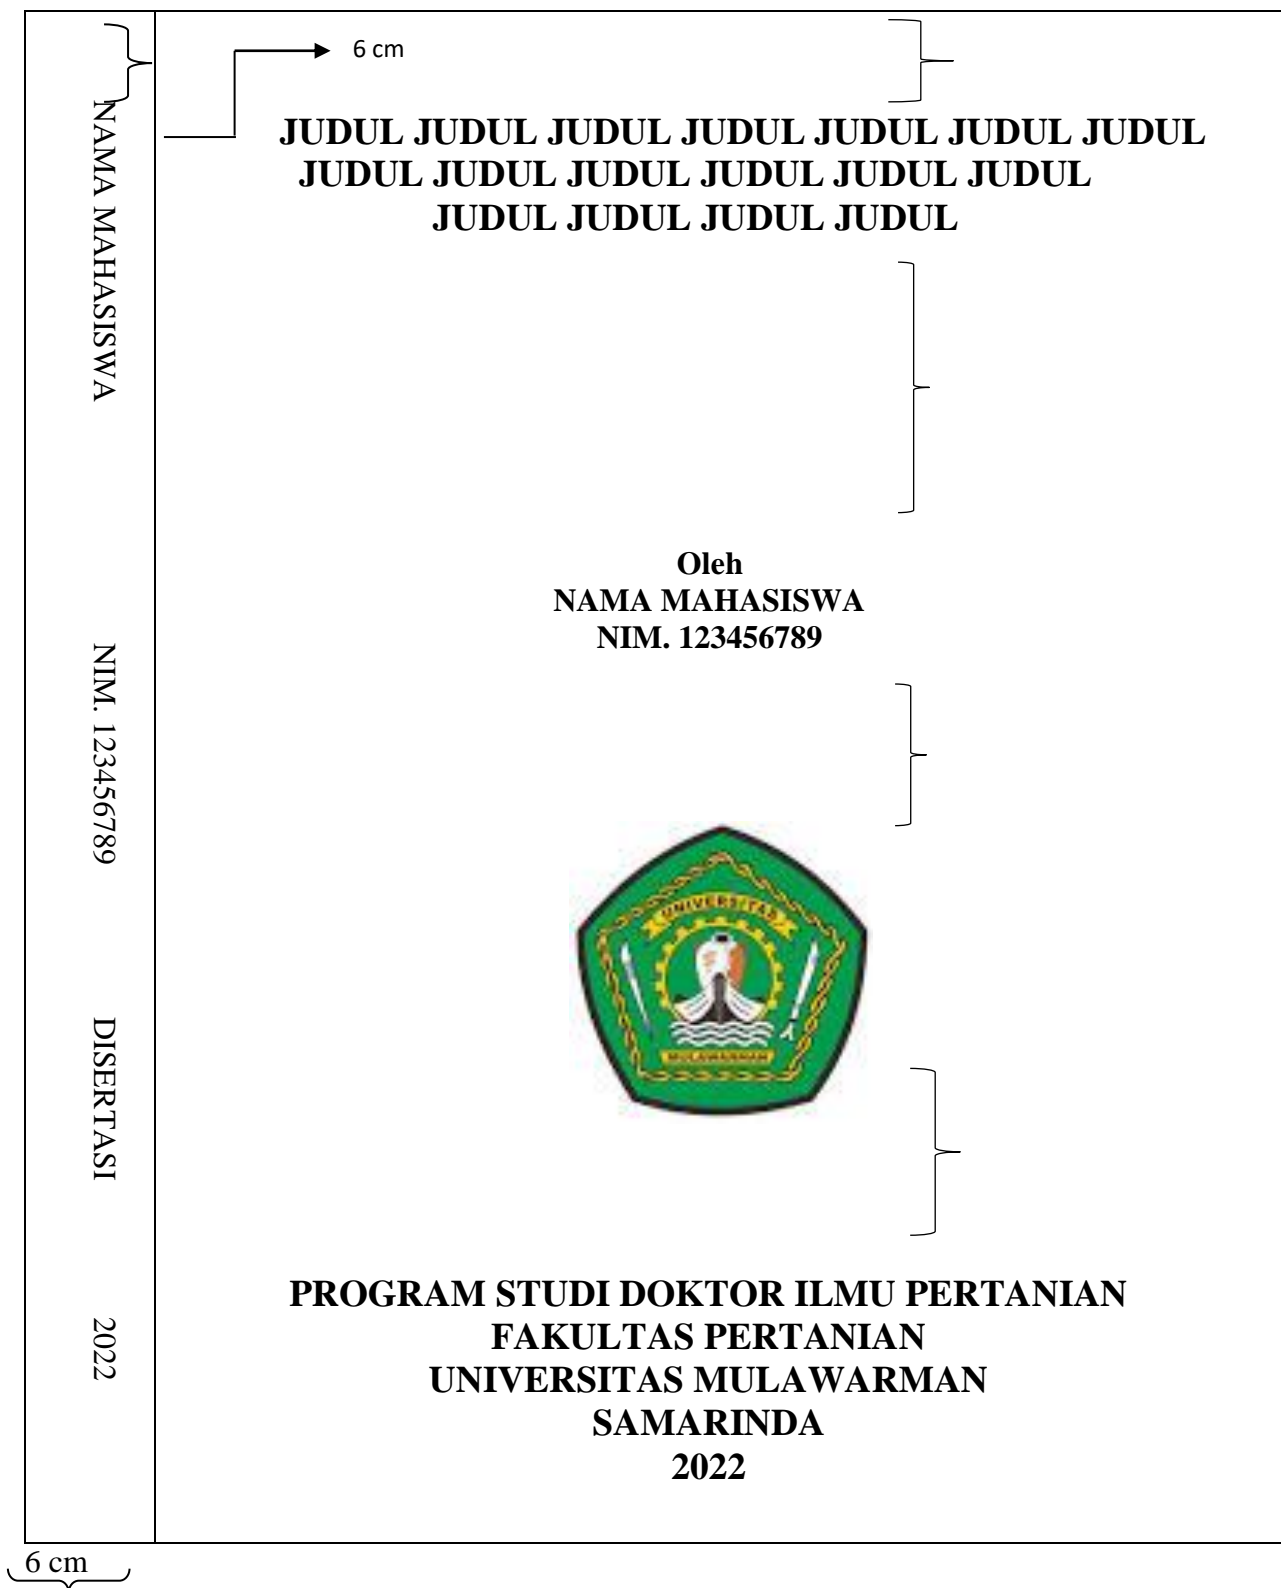 6 cm
JUDUL JUDUL JUDUL JUDUL JUDUL JUDUL JUDUL
JUDUL JUDUL JUDUL JUDUL JUDUL JUDUL
JUDUL JUDUL JUDUL JUDUL
Oleh
NAMA MAHASISWA
NIM. 123456789
UNIVERSITAS
MULAWARMAN
PROGRAM STUDI DOKTOR ILMU PERTANIAN
FAKULTAS PERTANIAN
UNIVERSITAS MULAWARMAN
SAMARINDA
2022
NAMA MAHASISWA
NIM. 123456789
DISERTASI
2022
6 cm